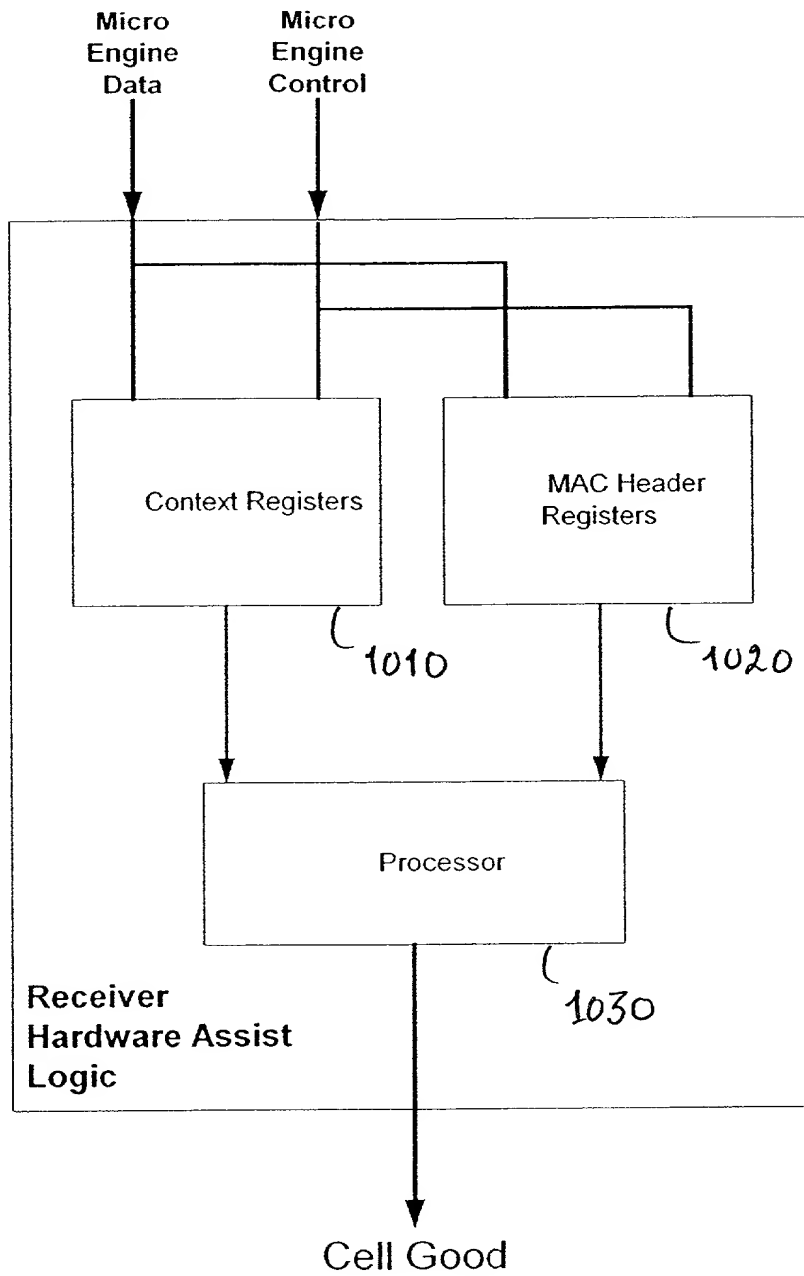 Micro
Engine
Data
Micro
Engine
Control
Context Registers
MAC Header
Registers
1010
1020
Processor
1030
Receiver
Hardware Assist
Logic
Cell Good